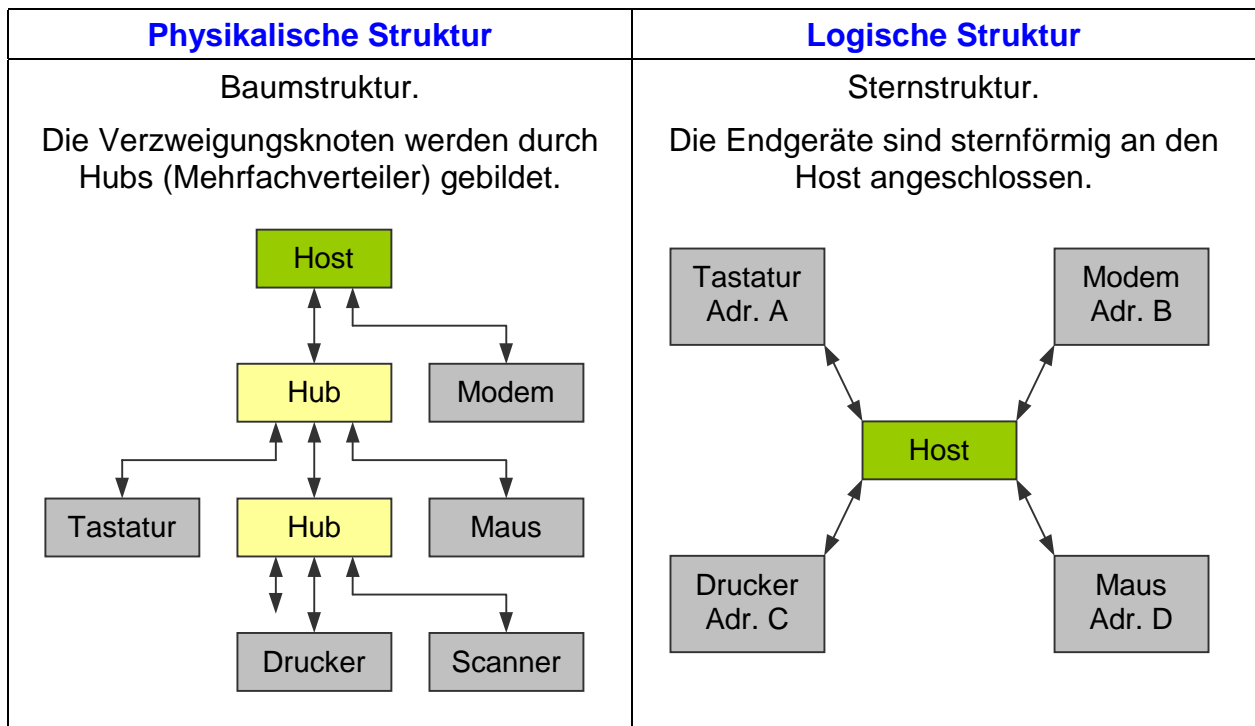 Physikalische Struktur
Baumstruktur.
Die Verzweigungsknoten werden durch
Hubs (Mehrfachverteiler) gebildet.
Host
Hub
Modem
Tastatur
Hub
Maus
Drucker
Scanner
Logische Struktur
Sternstruktur.
Die Endgeräte sind sternförmig an den
Host angeschlossen.
Tastatur
Adr. A
Modem
Adr. B
Host
Drucker
Adr. C
Maus
Adr. D